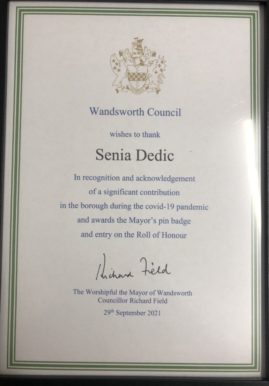 Wandsworth Council
wishes to thank
Senia Dedic
In recognition and acknowledgement
of a significant contribution
in the borough during the covid-19 pandemic
and awards the Mayor's pin badge
and entry on the Roll of Honour
Richard Field
The Worshipful the Mayor of Wandsworth
Councillor Richard Field
29th September 2021